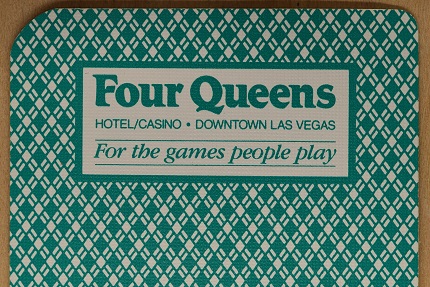 Four Queens
HOTEL/CASINO • DOWNTOWN LAS VEGAS
For the games people play